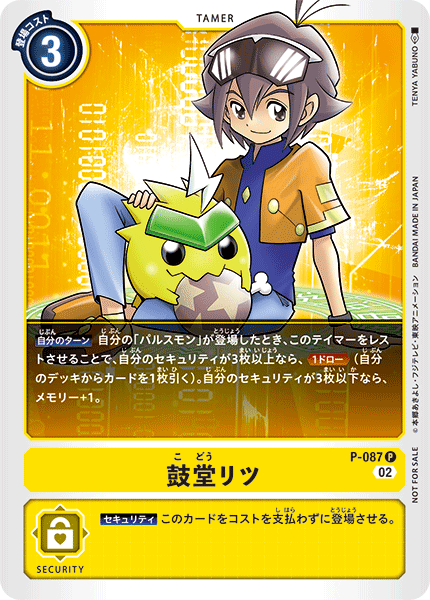 TAMER
登場コスト
3
TENYA YABUNO
BANDAI MADE IN JAPAN
©本郷あきよし・フジテレビ・東映アニメーション
NOT FOR SALE
自分のターン 自分の「パルスモン」が登場したとき、このテイマーをレス
トさせることで、自分のセキュリティが3枚以上なら、1ドロー（自分
のデッキからカードを1枚引く）。自分のセキュリティが3枚以下なら、
メモリー+1。
P-087 P
02
こどう
鼓堂リツ
セキュリティ このカードをコストを支払わずに登場させる。
SECURITY